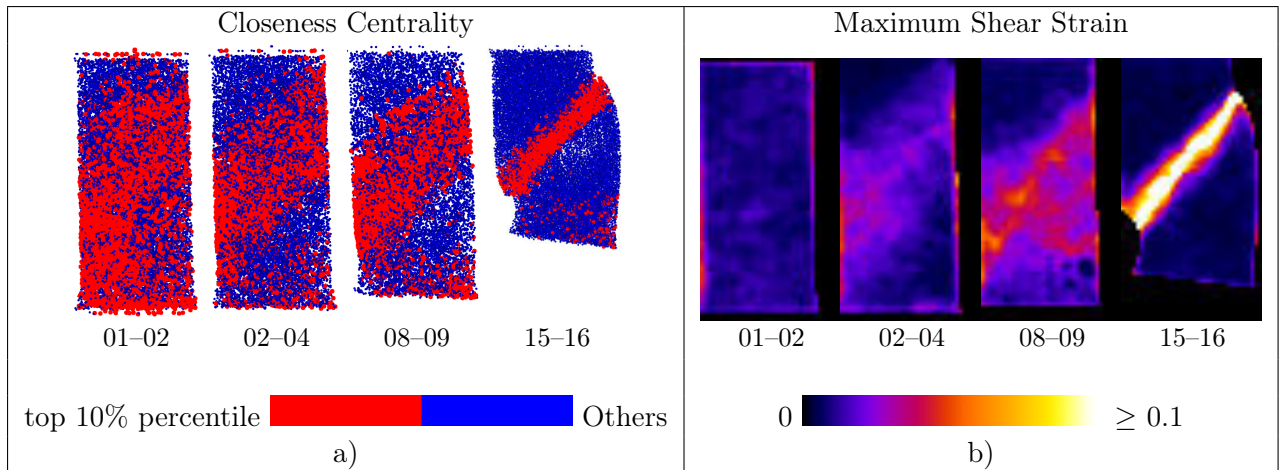 Closeness Centrality
01–02 02–04 08–09 15–16
top 10% percentile Others
a)
Maximum Shear Strain
01–02 02–04 08–09 15–16
0 ≥ 0.1
b)